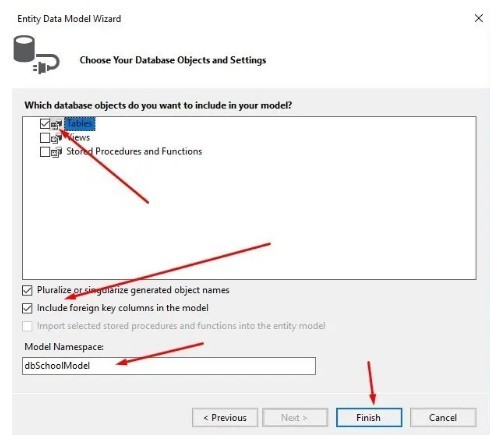 Entity Data Model Wizard
Choose Your Database Objects and Settings
Which database objects do you want to include in your model?
Tables
Views
Stored Procedures and Functions
Pluralize or singularize generated object names
Include foreign key columns in the model
Import selected stored procedures and functions into the entity model
Model Namespace:
dbSchoolModel
< Previous Next > Finish Cancel